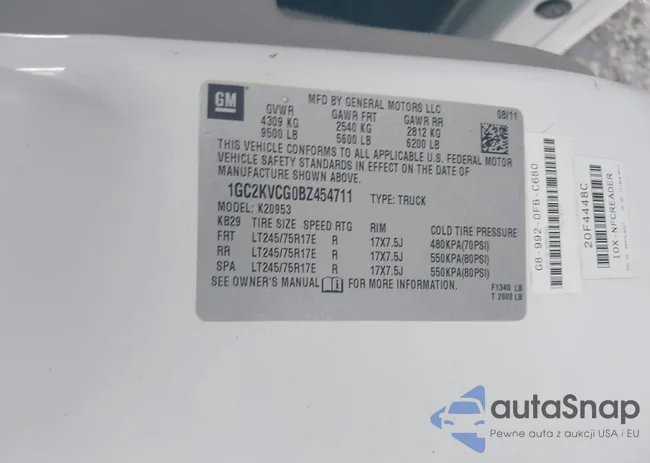 GM
MFD BY GENERAL MOTORS LLC
08/11
GVWR GAWR FRT GAWR RR
4309 KG 2540 KG 2812 KG
9500 LB 5600 LB 6200 LB
THIS VEHICLE CONFORMS TO ALL APPLICABLE U.S. FEDERAL MOTOR
VEHICLE SAFETY STANDARDS IN EFFECT ON THE DATE OF
MANUFACTURE SHOWN ABOVE.
1GC2KVCG0BZ454711 TYPE: TRUCK
MODEL: K20953
KB29 TIRE SIZE SPEED RTG RIM COLD TIRE PRESSURE
FRT LT245/75R17E R 17X7.5J 480KPA(70PSI)
RR LT245/75R17E R 17X7.5J 550KPA(80PSI)
SPA LT245/75R17E R 17X7.5J 550KPA(80PSI)
SEE OWNER'S MANUAL FOR MORE INFORMATION.
F1340 LB
T 2002 LB
G8-992-0FB-C680
20F4448C
IOX-NFCREADER
autaSnap
Pewne auta z aukcji USA i EU